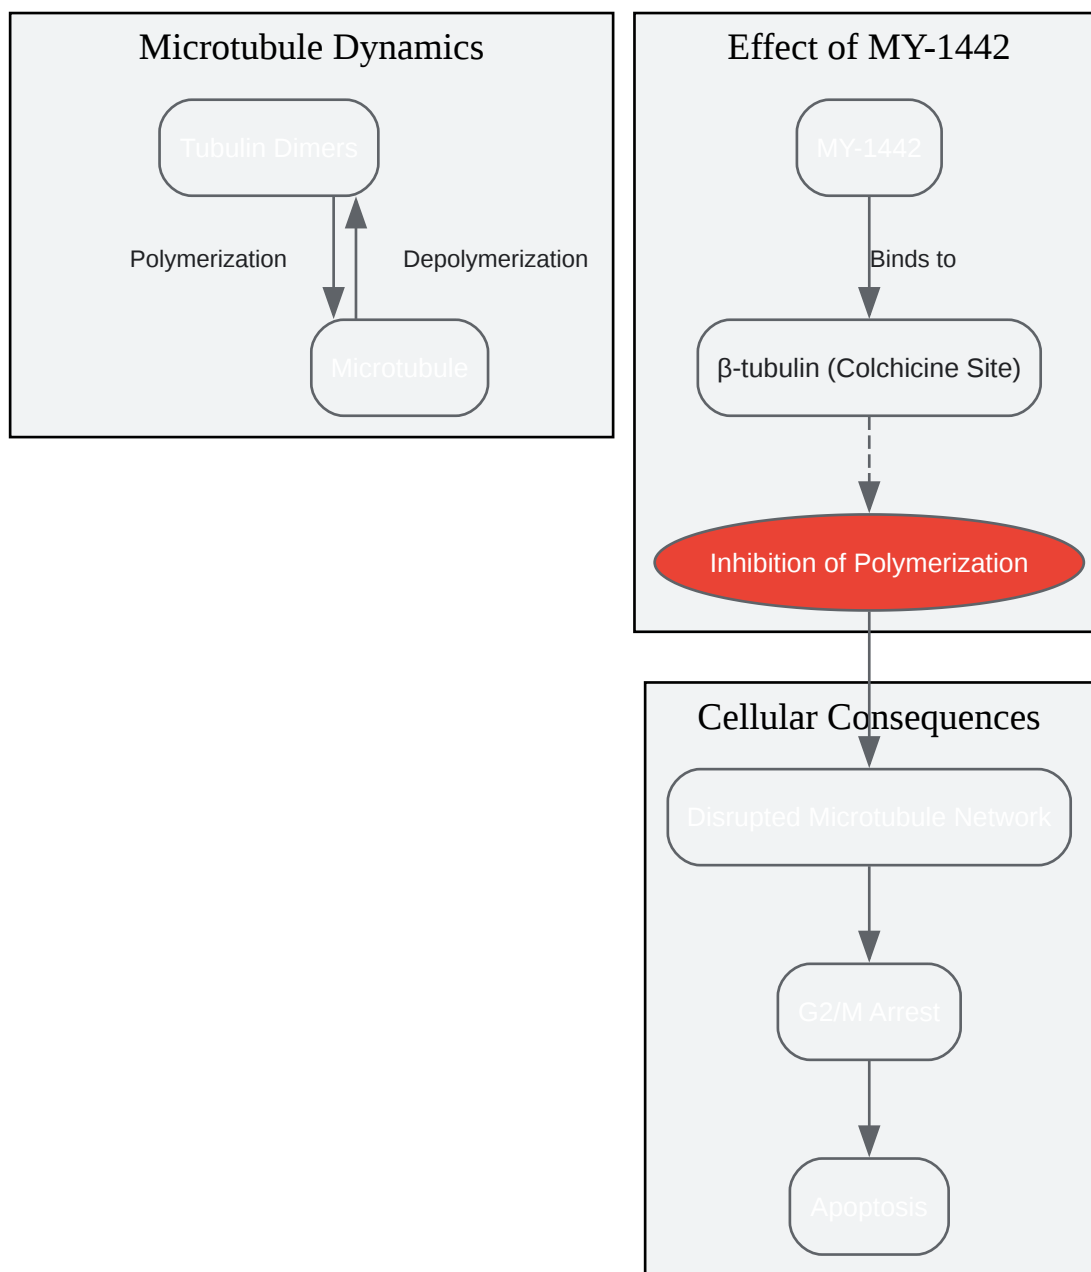 Microtubule Dynamics
Tubulin Dimers
Polymerization
Depolymerization
Microtubule
Effect of MY-1442
MY-1442
Binds to
β-tubulin (Colchicine Site)
Inhibition of Polymerization
Cellular Consequences
Disrupted Microtubule Network
G2/M Arrest
Apoptosis